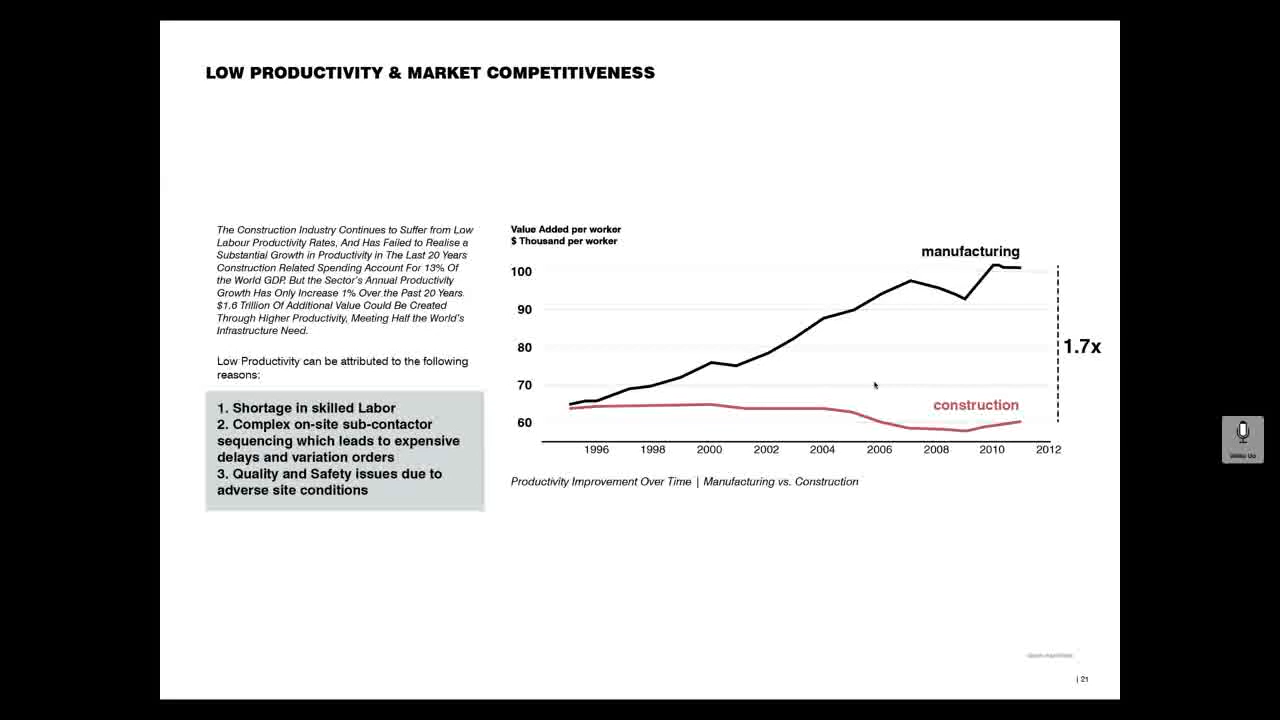 LOW PRODUCTIVITY & MARKET COMPETITIVENESS
The Construction Industry Continues to Suffer from Low
Labour Productivity Rates, And Has Failed to Realise a
Substantial Growth in Productivity in The Last 20 Years
Construction Related Spending Account For 13% Of
the World GDP. But the Sector's Annual Productivity
Growth Has Only Increase 1% Over the Past 20 Years.
$1.6 Trillion Of Additional Value Could Be Created
Through Higher Productivity, Meeting Half the World's
Infrastructure Need.
Low Productivity can be attributed to the following
reasons:
1. Shortage in skilled Labor
2. Complex on-site sub-contactor
sequencing which leads to expensive
delays and variation orders
3. Quality and Safety issues due to
adverse site conditions
Value Added per worker
$ Thousand per worker
manufacturing
100
90
80
70
60
1.7x
construction
1996 1998 2000 2002 2004 2006 2008 2010 2012
Productivity Improvement Over Time | Manufacturing vs. Construction
| 21